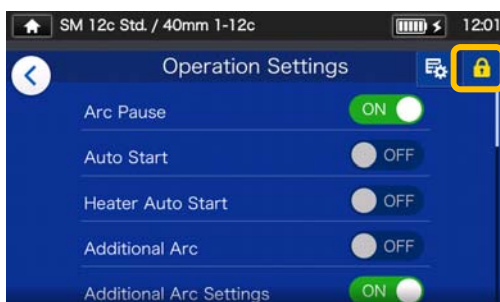 SM 12c Std. / 40mm 1-12c 12:01
Operation Settings
Arc Pause ON
Auto Start OFF
Heater Auto Start OFF
Additional Arc OFF
Additional Arc Settings ON